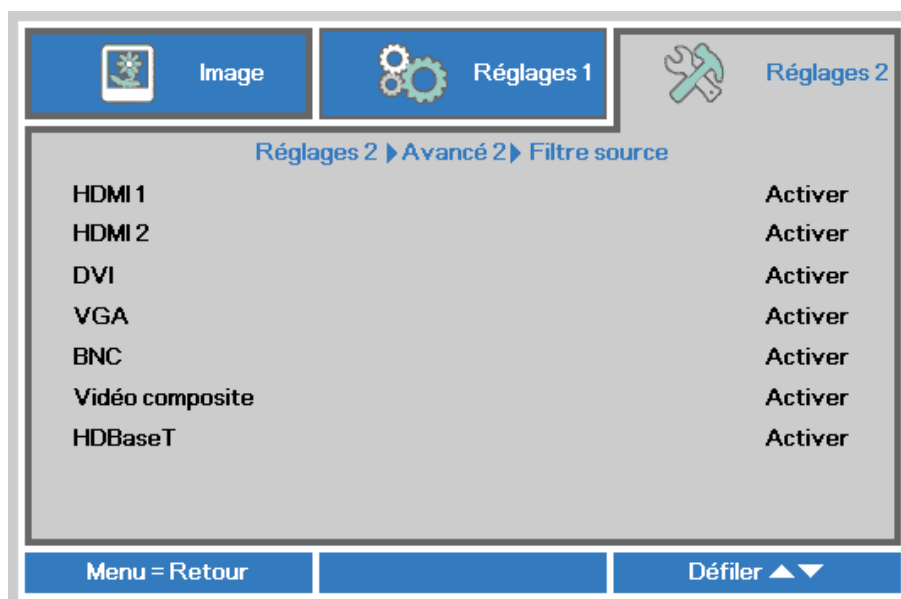 Image Réglages 1 Réglages 2
Réglages 2 Avancé 2 Filtre source
HDMI 1 Activer
HDMI 2 Activer
DVI Activer
VGA Activer
BNC Activer
Vidéo composite Activer
HDBaseT Activer
Menu = Retour Défiler